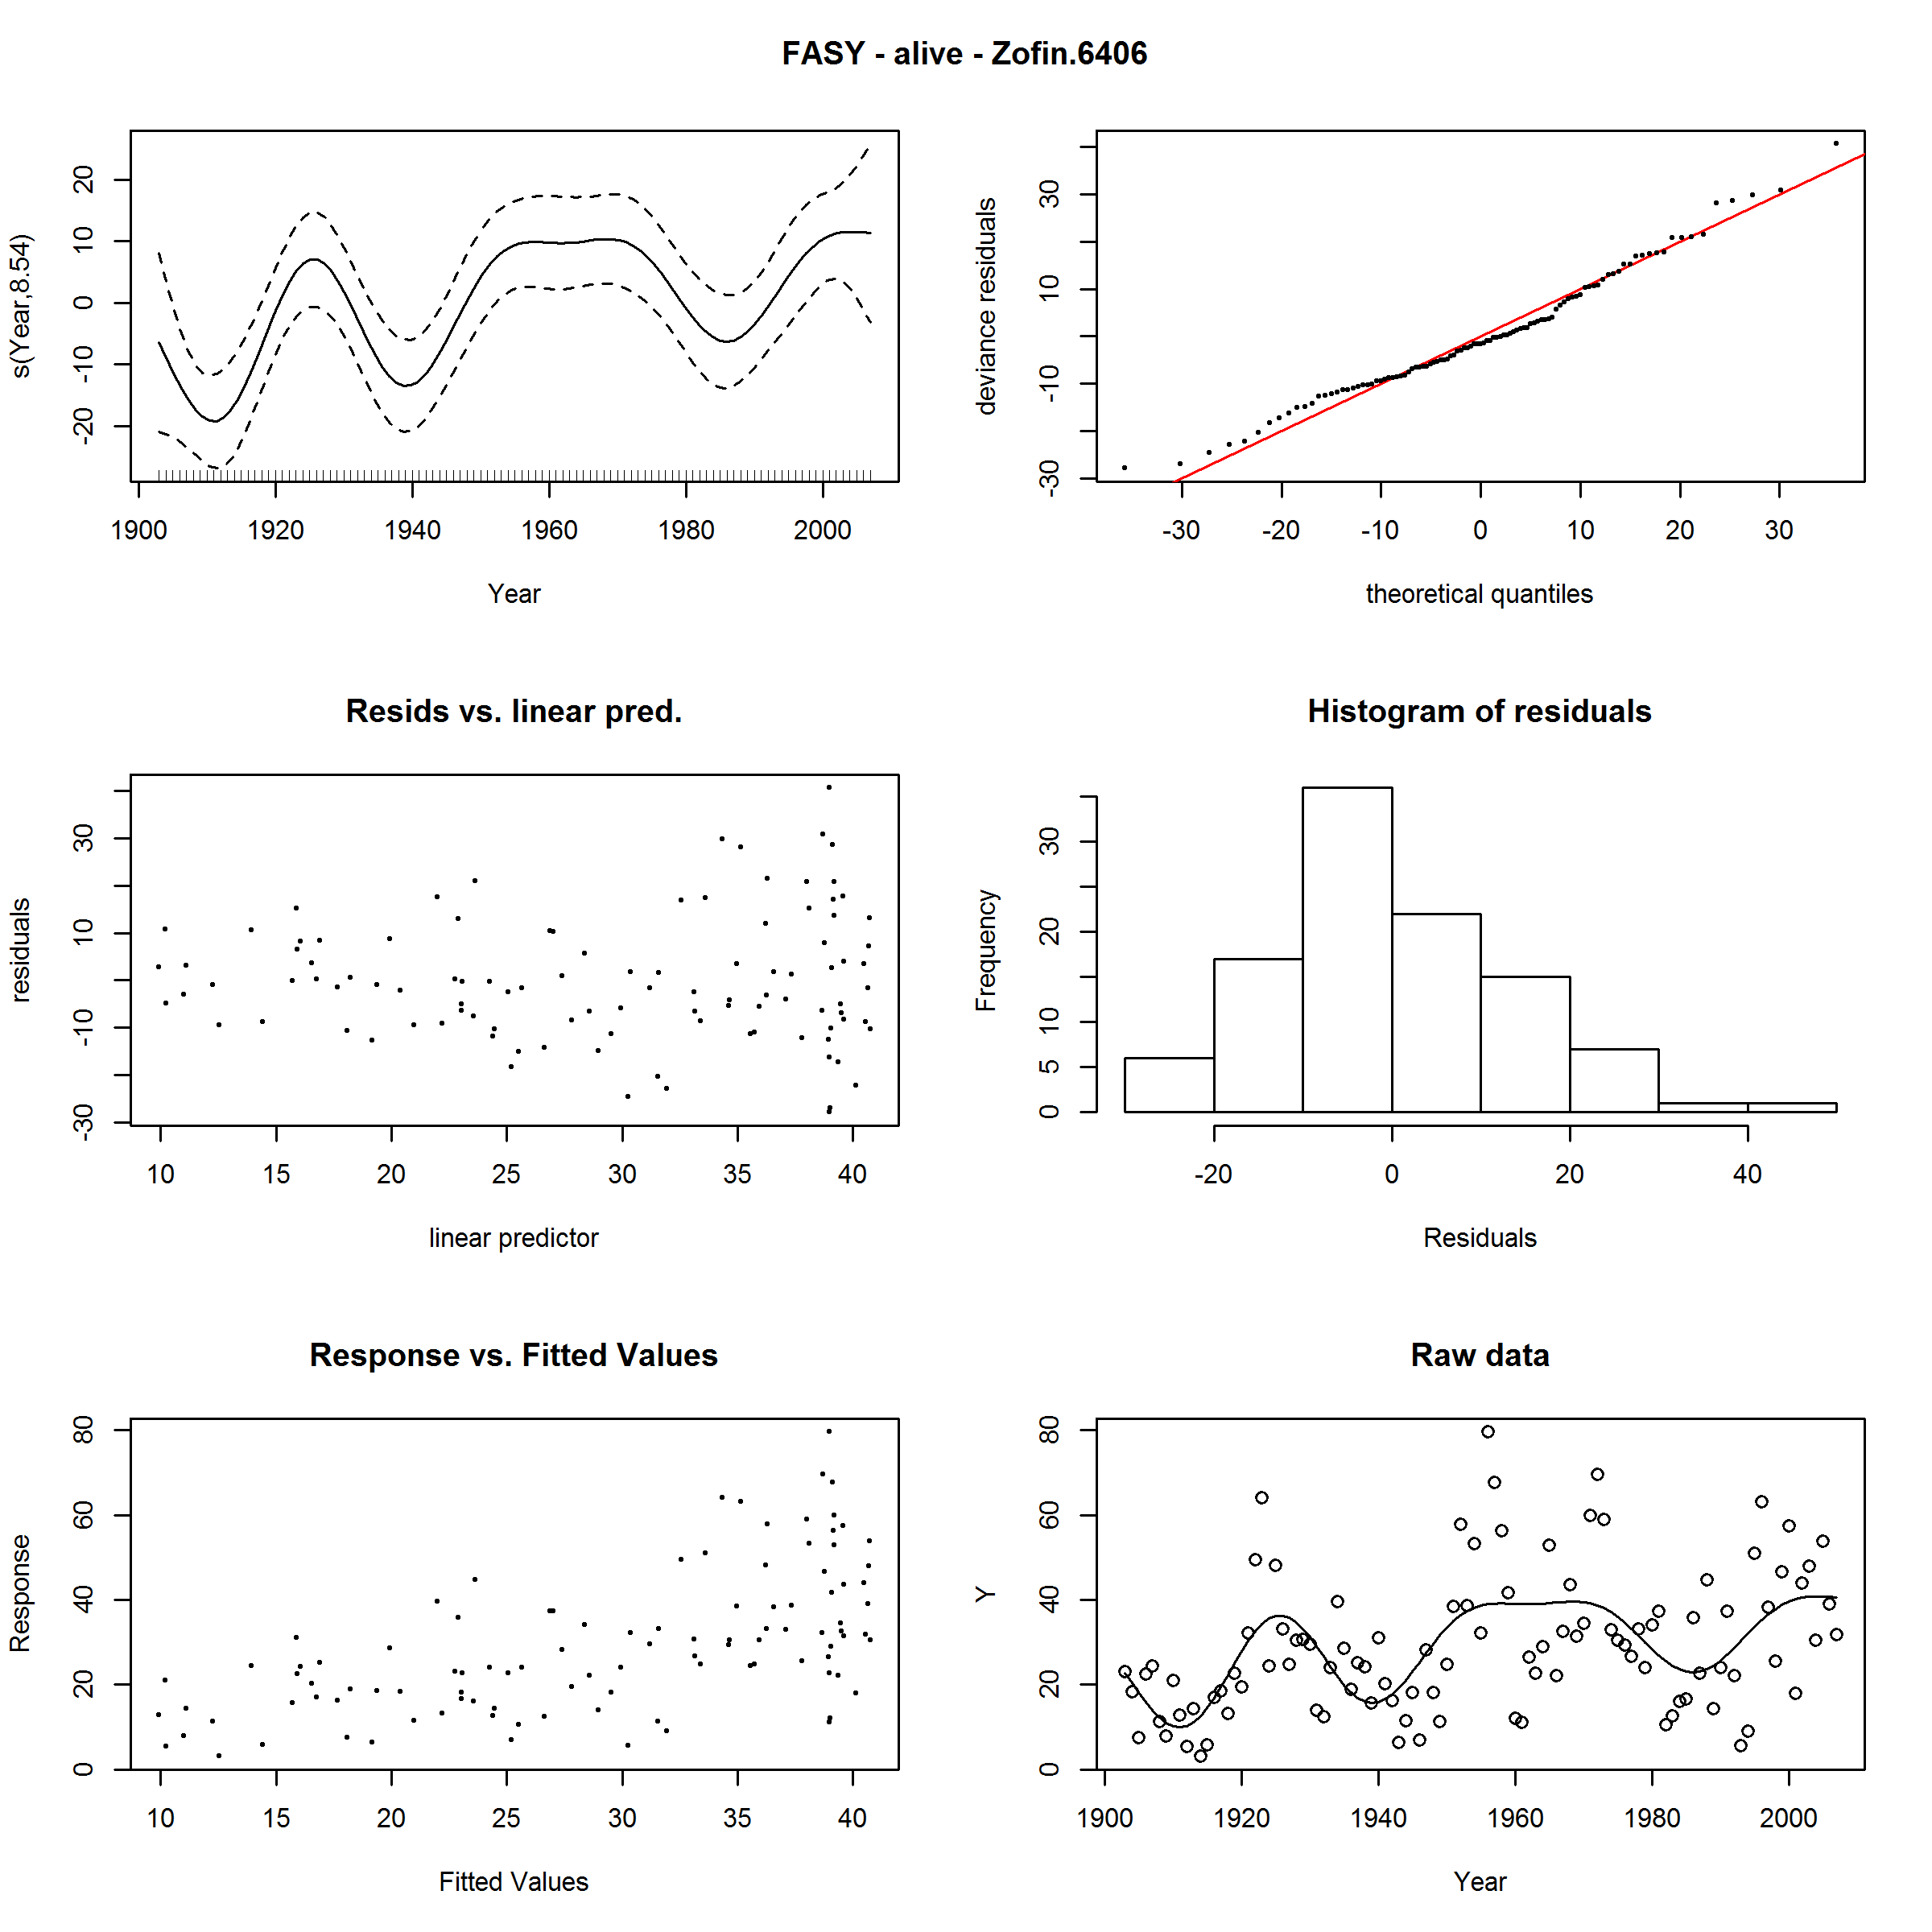 FASY - alive - Zofin.6406
s(Year,8.54)
20
10
0
-10
-20
1900 1920 1940 1960 1980 2000
Year
deviance residuals
30
10
-10
-30
-30 -20 -10 0 10 20 30
theoretical quantiles
Resids vs. linear pred.
residuals
30
10
-10
-30
10 15 20 25 30 35 40
linear predictor
Histogram of residuals
Frequency
30
20
10
5
0
-20 0 20 40
Residuals
Response vs. Fitted Values
Response
80
60
40
20
0
10 15 20 25 30 35 40
Fitted Values
Raw data
Y
80
60
40
20
0
1900 1920 1940 1960 1980 2000
Year